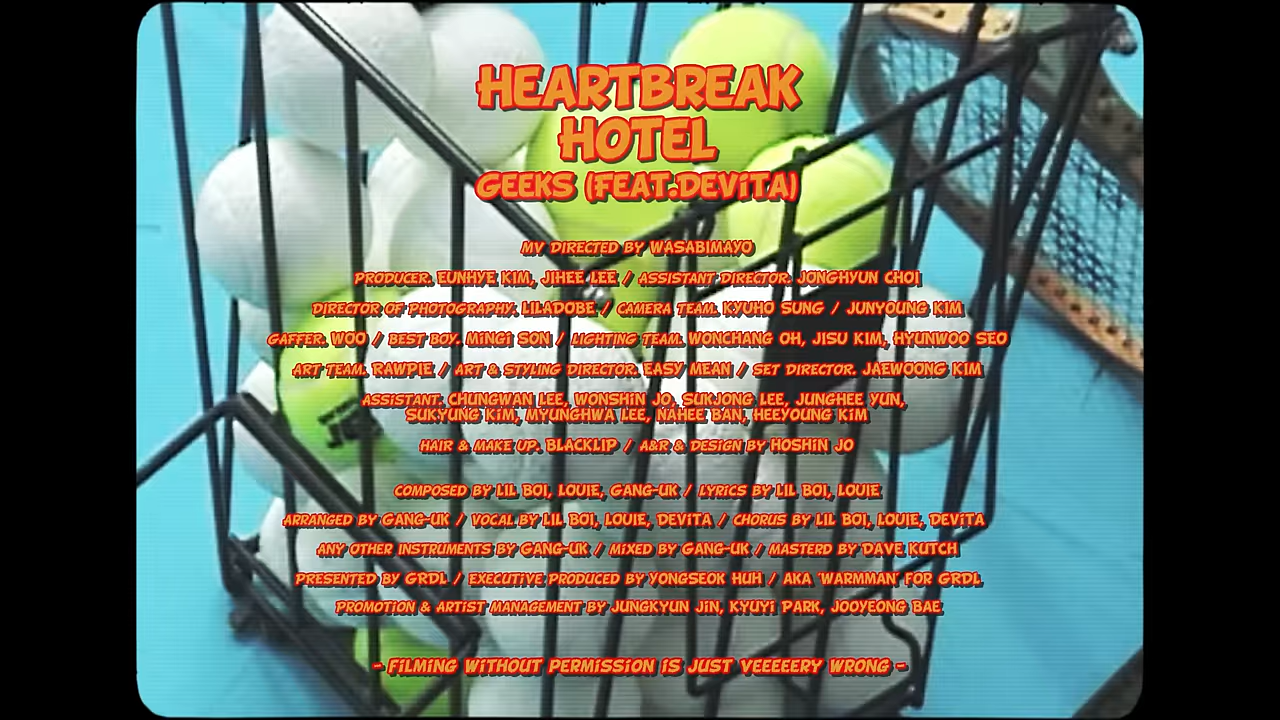 HEARTBREAK
HOTEL
GEEKS (FEAT.DEViTA)
MV DIRECTED BY WASABIMAYO
PRODUCER. EUNHYE KIM, JIHEE LEE / ASSISTANT DIRECTOR. JONGHYUN CHOI
DIRECTOR OF PHOTOGRAPHY. LILADOBE / CAMERA TEAM. KYUHO SUNG / JUNYOUNG KIM
GAFFER. WOO / BEST BOY. MINGI SON / LIGHTING TEAM. WONCHANG OH, JISU KIM, HYUNWOO SEO
ART TEAM. RAWPIE / ART & STYLING DIRECTOR. EASY MEAN / SET DIRECTOR. JAEWOONG KIM
ASSISTANT. CHUNGWAN LEE, WONSHIN JO, SUKJONG LEE, JUNGHEE YUN,
SUKYUNG KIM, MYUNGHWA LEE, NAHEE BAN, HEEYOUNG KIM
HAIR & MAKE UP. BLACKLIP / A&R & DESIGN BY HOSHIN JO
COMPOSED BY LIL BOI, LOUIE, GANG-UK / LYRICS BY LIL BOI, LOUIE
ARRANGED BY GANG-UK / VOCAL BY LIL BOI, LOUIE, DEViTA / CHORUS BY LIL BOI, LOUIE, DEViTA
ANY OTHER INSTRUMENTS BY GANG-UK / MIXED BY GANG-UK / MASTERD BY DAVE KUTCH
PRESENTED BY GRDL / EXECUTIVE PRODUCED BY YONGSEOK HUH / AKA 'WARMMAN' FOR GRDL
PROMOTION & ARTIST MANAGEMENT BY JUNGKYUN JIN, KYUYI PARK, JOOYEONG BAE
- FILMING WITHOUT PERMISSION IS JUST VEEEEERY WRONG -